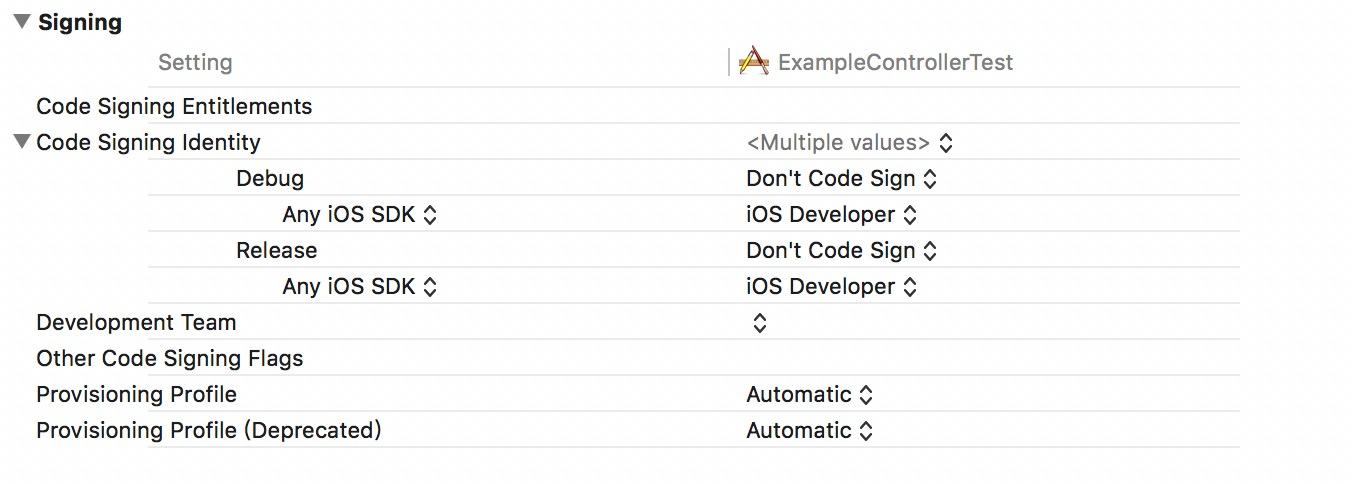 Signing
Setting ExampleControllerTest
Code Signing Entitlements
Code Signing Identity <Multiple values>
Debug Don't Code Sign
Any iOS SDK iOS Developer
Release Don't Code Sign
Any iOS SDK iOS Developer
Development Team
Other Code Signing Flags
Provisioning Profile Automatic
Provisioning Profile (Deprecated) Automatic